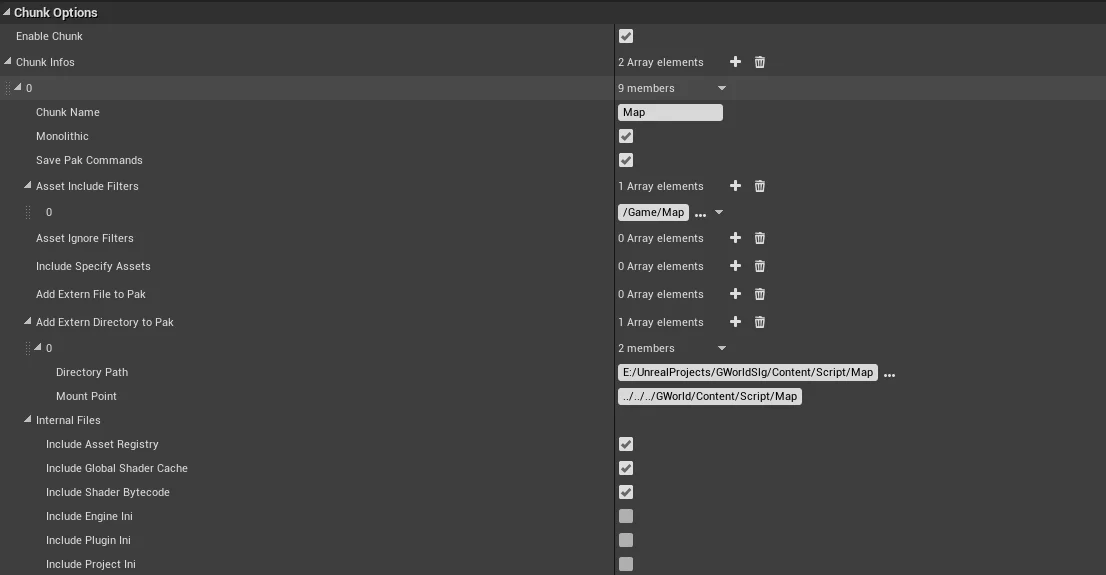 Chunk Options
Enable Chunk
Chunk Infos 2 Array elements
0 9 members
Chunk Name Map
Monolithic
Save Pak Commands
Asset Include Filters 1 Array elements
0 /Game/Map ...
Asset Ignore Filters 0 Array elements
Include Specify Assets 0 Array elements
Add Extern File to Pak 0 Array elements
Add Extern Directory to Pak 1 Array elements
0 2 members
Directory Path E:/UnrealProjects/GWorldSlg/Content/Script/Map ...
Mount Point ../../../GWorld/Content/Script/Map
Internal Files
Include Asset Registry
Include Global Shader Cache
Include Shader Bytecode
Include Engine Ini
Include Plugin Ini
Include Project Ini